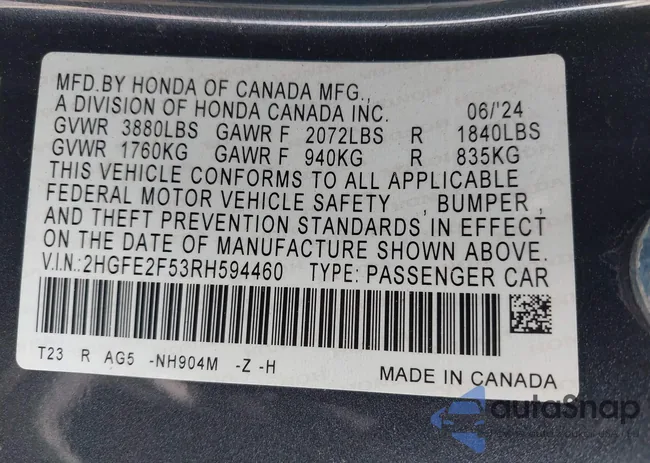 MFD.BY HONDA OF CANADA MFG.,
A DIVISION OF HONDA CANADA INC. 06/'24
GVWR 3880LBS GAWR F 2072LBS R 1840LBS
GVWR 1760KG GAWR F 940KG R 835KG
THIS VEHICLE CONFORMS TO ALL APPLICABLE
FEDERAL MOTOR VEHICLE SAFETY , BUMPER ,
AND THEFT PREVENTION STANDARDS IN EFFECT
ON THE DATE OF MANUFACTURE SHOWN ABOVE.
V.I.N.:2HGFE2F53RH594460 TYPE: PASSENGER CAR
T23 R AG5 -NH904M -Z -H
MADE IN CANADA
autoSnap